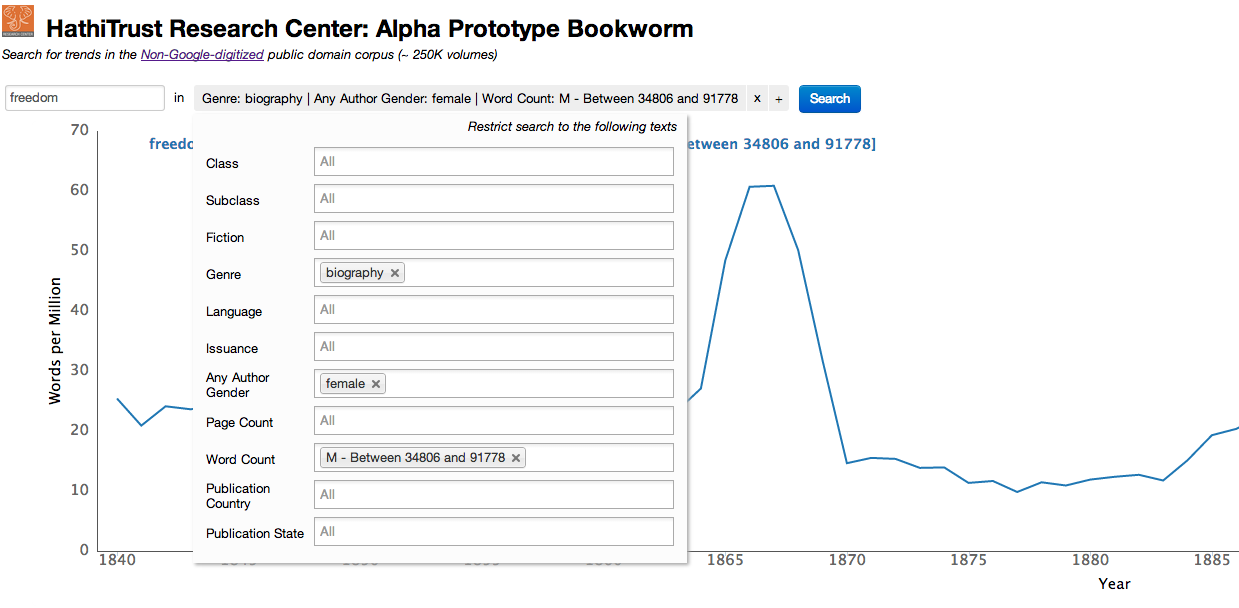 HathiTrust Research Center: Alpha Prototype Bookworm
Search for trends in the Non-Google-digitized public domain corpus (~ 250K volumes)
freedom in Genre: biography | Any Author Gender: female | Word Count: M - Between 34806 and 91778 x + Search
Restrict search to the following texts
etween 34806 and 91778]
Class All
Subclass All
Fiction All
Genre biography ×
Language All
Issuance All
Any Author Gender female ×
Page Count All
Word Count M - Between 34806 and 91778 ×
Publication Country All
Publication State All
Words per Million
70
60
50
40
30
20
10
0
1840 1865 1870 1875 1880 1885
Year